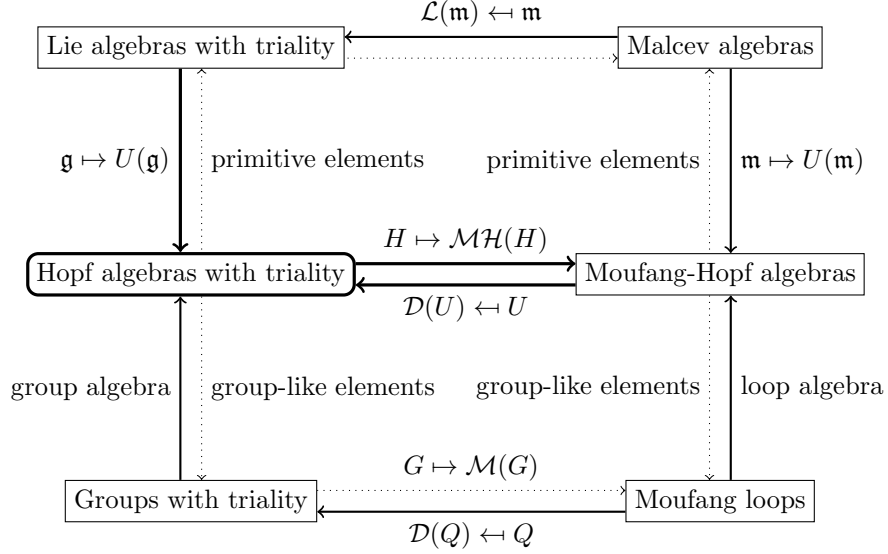 ℒ(𝔪) ↤ 𝔪
Lie algebras with triality
Malcev algebras
𝔤 ↦ U(𝔤)
primitive elements
primitive elements
𝔪 ↦ U(𝔪)
H ↦ ℳℋ(H)
Hopf algebras with triality
Moufang-Hopf algebras
𝒟(U) ↤ U
group algebra
group-like elements
group-like elements
loop algebra
G ↦ ℳ(G)
Groups with triality
Moufang loops
𝒟(Q) ↤ Q